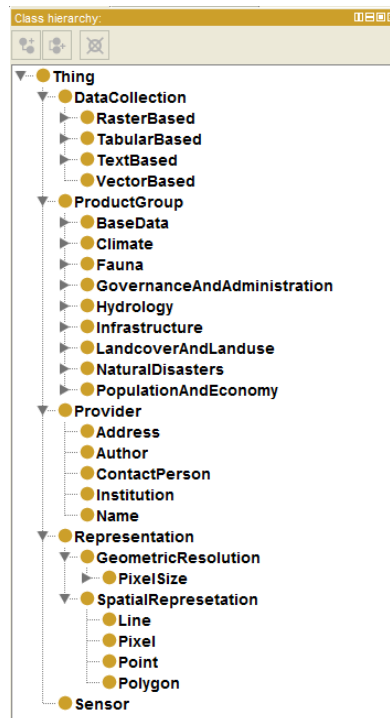 Class hierarchy:
Thing
DataCollection
RasterBased
TabularBased
TextBased
VectorBased
ProductGroup
BaseData
Climate
Fauna
GovernanceAndAdministration
Hydrology
Infrastructure
LandcoverAndLanduse
NaturalDisasters
PopulationAndEconomy
Provider
Address
Author
ContactPerson
Institution
Name
Representation
GeometricResolution
PixelSize
SpatialRepresetation
Line
Pixel
Point
Polygon
Sensor